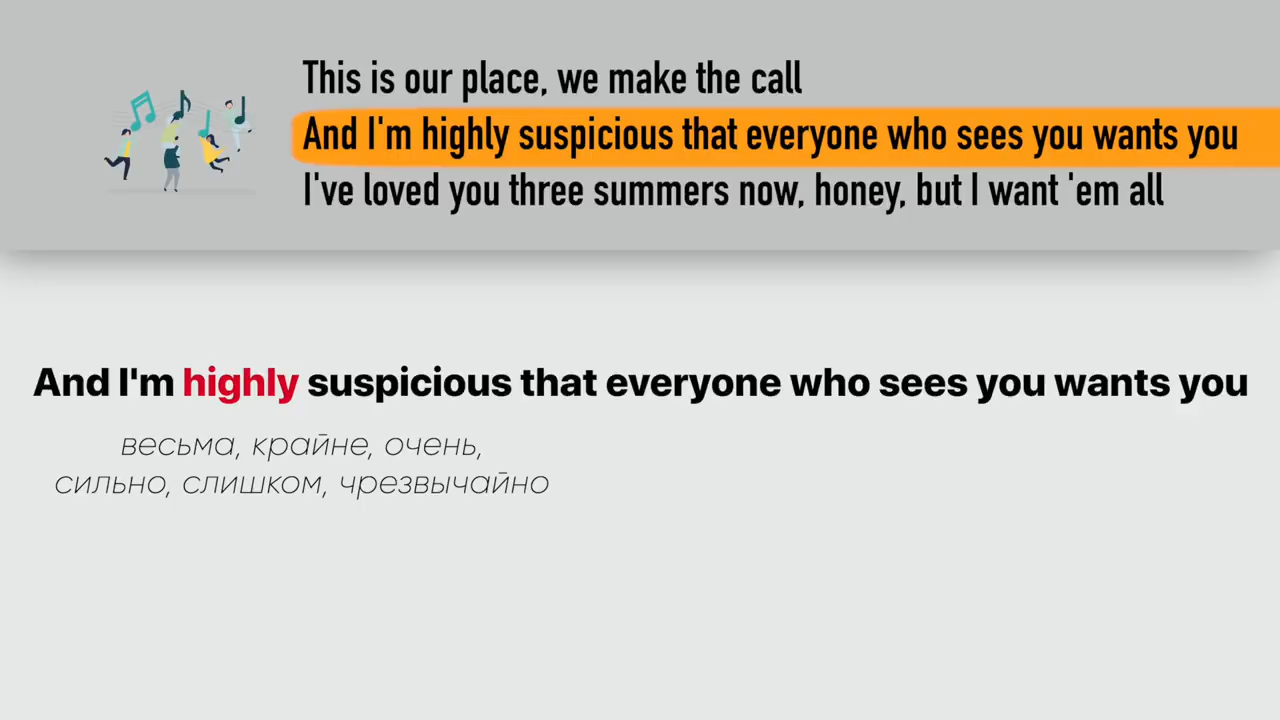 This is our place, we make the call
And I'm highly suspicious that everyone who sees you wants you
I've loved you three summers now, honey, but I want 'em all
And I'm highly suspicious that everyone who sees you wants you
весьма, крайне, очень,
сильно, слишком, чрезвычайно